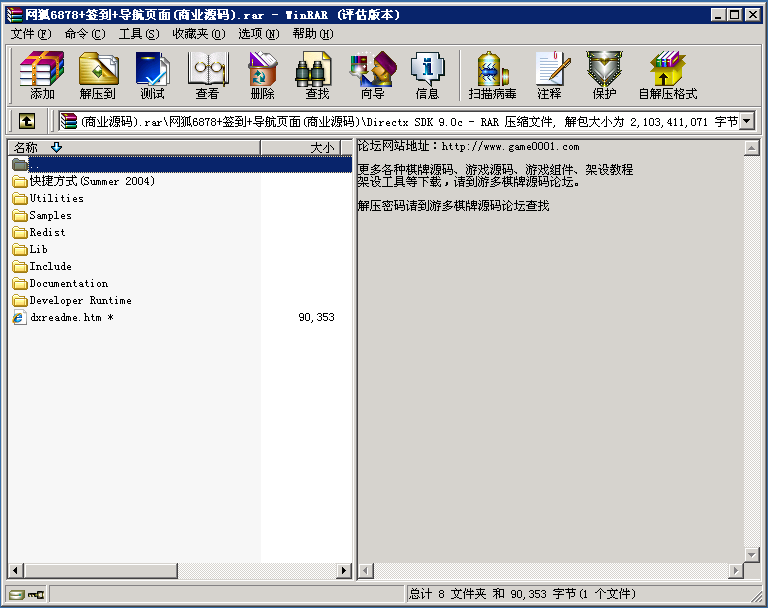 网狐6878+签到+导航页面(商业源码).rar - WinRAR (评估版本)
文件(F) 命令(C) 工具(S) 收藏夹(O) 选项(N) 帮助(H)
添加 解压到 测试 查看 删除 查找 向导 信息 扫描病毒 注释 保护 自解压格式
(商业源码).rar\网狐6878+签到+导航页面(商业源码)\Directx SDK 9.0c - RAR 压缩文件, 解包大小为 2,103,411,071 字节
名称 大小
..
快捷方式(Summer 2004)
Utilities
Samples
Redist
Lib
Include
Documentation
Developer Runtime
dxreadme.htm * 90,353
论坛网站地址：http://www.game0001.com
更多各种棋牌源码、游戏源码、游戏组件、架设教程
架设工具等下载，请到游多棋牌源码论坛。
解压密码请到游多棋牌源码论坛查找
总计 8 文件夹 和 90,353 字节(1 个文件)